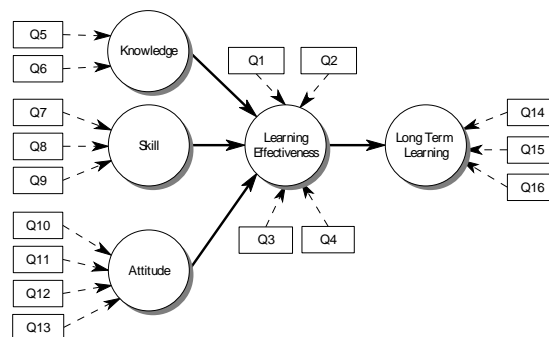 Q5
Q6
Knowledge
Q1
Q2
Q7
Q8
Q9
Skill
Learning
Effectiveness
Long Term
Learning
Q14
Q15
Q16
Q3
Q4
Q10
Q11
Q12
Q13
Attitude